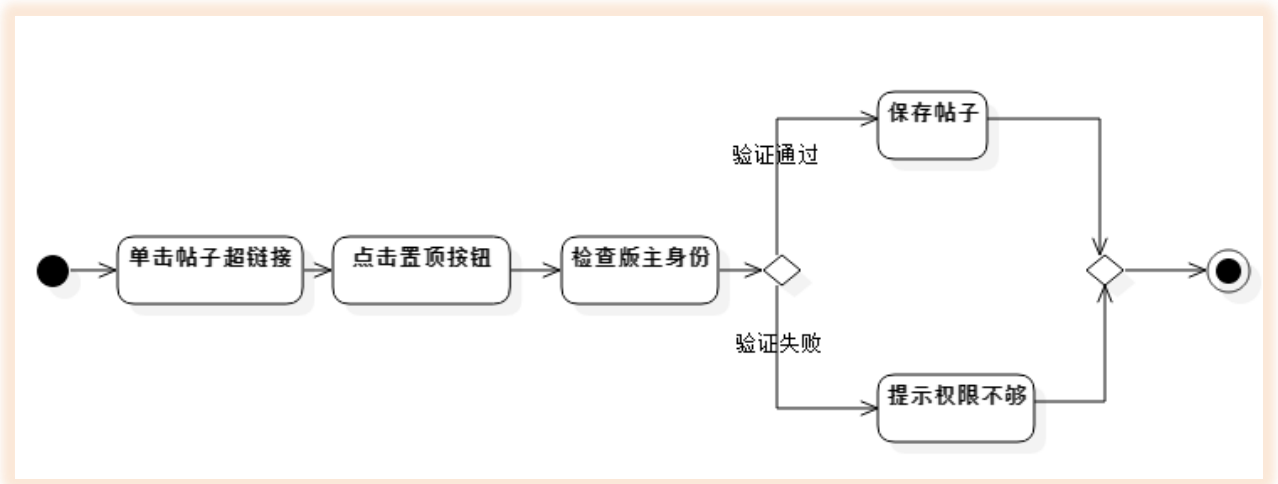 保存帖子
验证通过
单击帖子超链接
点击置顶按钮
检查版主身份
验证失败
提示权限不够